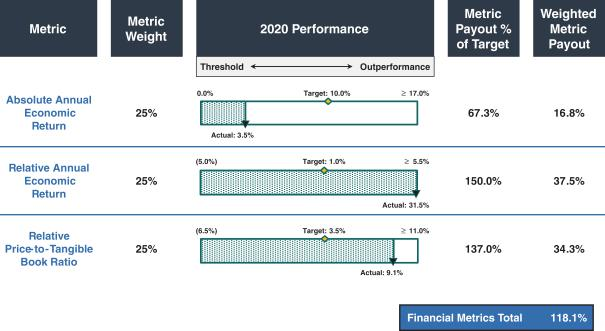 Metric
Metric
Weight
2020 Performance
Metric
Payout %
of Target
Weighted
Metric
Payout
Threshold
Outperformance
Absolute Annual
Economic
Return
25%
0.0%
Target: 10.0%
≥ 17.0%
Actual: 3.5%
67.3%
16.8%
Relative Annual
Economic
Return
25%
(5.0%)
Target: 1.0%
≥ 5.5%
Actual: 31.5%
150.0%
37.5%
Relative
Price-to-Tangible
Book Ratio
25%
(6.5%)
Target: 3.5%
≥ 11.0%
Actual: 9.1%
137.0%
34.3%
Financial Metrics Total 118.1%